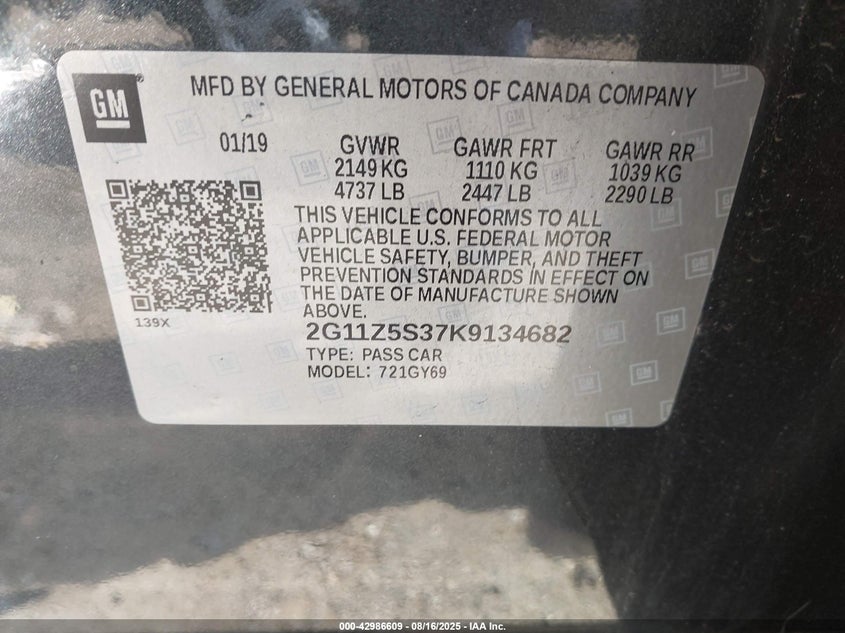 GM
MFD BY GENERAL MOTORS OF CANADA COMPANY
01/19 GVWR GAWR FRT GAWR RR
2149 KG 1110 KG 1039 KG
4737 LB 2447 LB 2290 LB
THIS VEHICLE CONFORMS TO ALL
APPLICABLE U.S. FEDERAL MOTOR
VEHICLE SAFETY, BUMPER, AND THEFT
PREVENTION STANDARDS IN EFFECT ON
THE DATE OF MANUFACTURE SHOWN
ABOVE.
139X
2G11Z5S37K9134682
TYPE: PASS CAR
MODEL: 721GY69
000-42986609 - 08/16/2025 - IAA Inc.